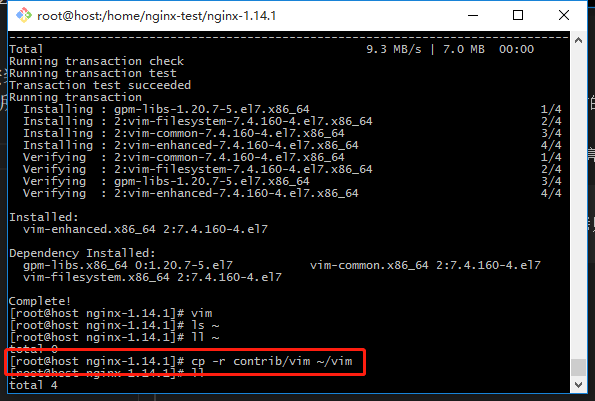 root@host:/home/nginx-test/nginx-1.14.1
Total 9.3 MB/s | 7.0 MB 00:00
Running transaction check
Running transaction test
Transaction test succeeded
Running transaction
Installing : gpm-libs-1.20.7-5.el7.x86_64 1/4
Installing : 2:vim-filesystem-7.4.160-4.el7.x86_64 2/4
Installing : 2:vim-common-7.4.160-4.el7.x86_64 3/4
Installing : 2:vim-enhanced-7.4.160-4.el7.x86_64 4/4
Verifying : 2:vim-common-7.4.160-4.el7.x86_64 1/4
Verifying : 2:vim-filesystem-7.4.160-4.el7.x86_64 2/4
Verifying : gpm-libs-1.20.7-5.el7.x86_64 3/4
Verifying : 2:vim-enhanced-7.4.160-4.el7.x86_64 4/4
Installed:
vim-enhanced.x86_64 2:7.4.160-4.el7
Dependency Installed:
gpm-libs.x86_64 0:1.20.7-5.el7 vim-common.x86_64 2:7.4.160-4.el7
vim-filesystem.x86_64 2:7.4.160-4.el7
Complete!
[root@host nginx-1.14.1]# vim
[root@host nginx-1.14.1]# ls ~
[root@host nginx-1.14.1]# ll ~
total 0
[root@host nginx-1.14.1]# cp -r contrib/vim ~/vim
[root@host nginx-1.14.1]# ll
total 4